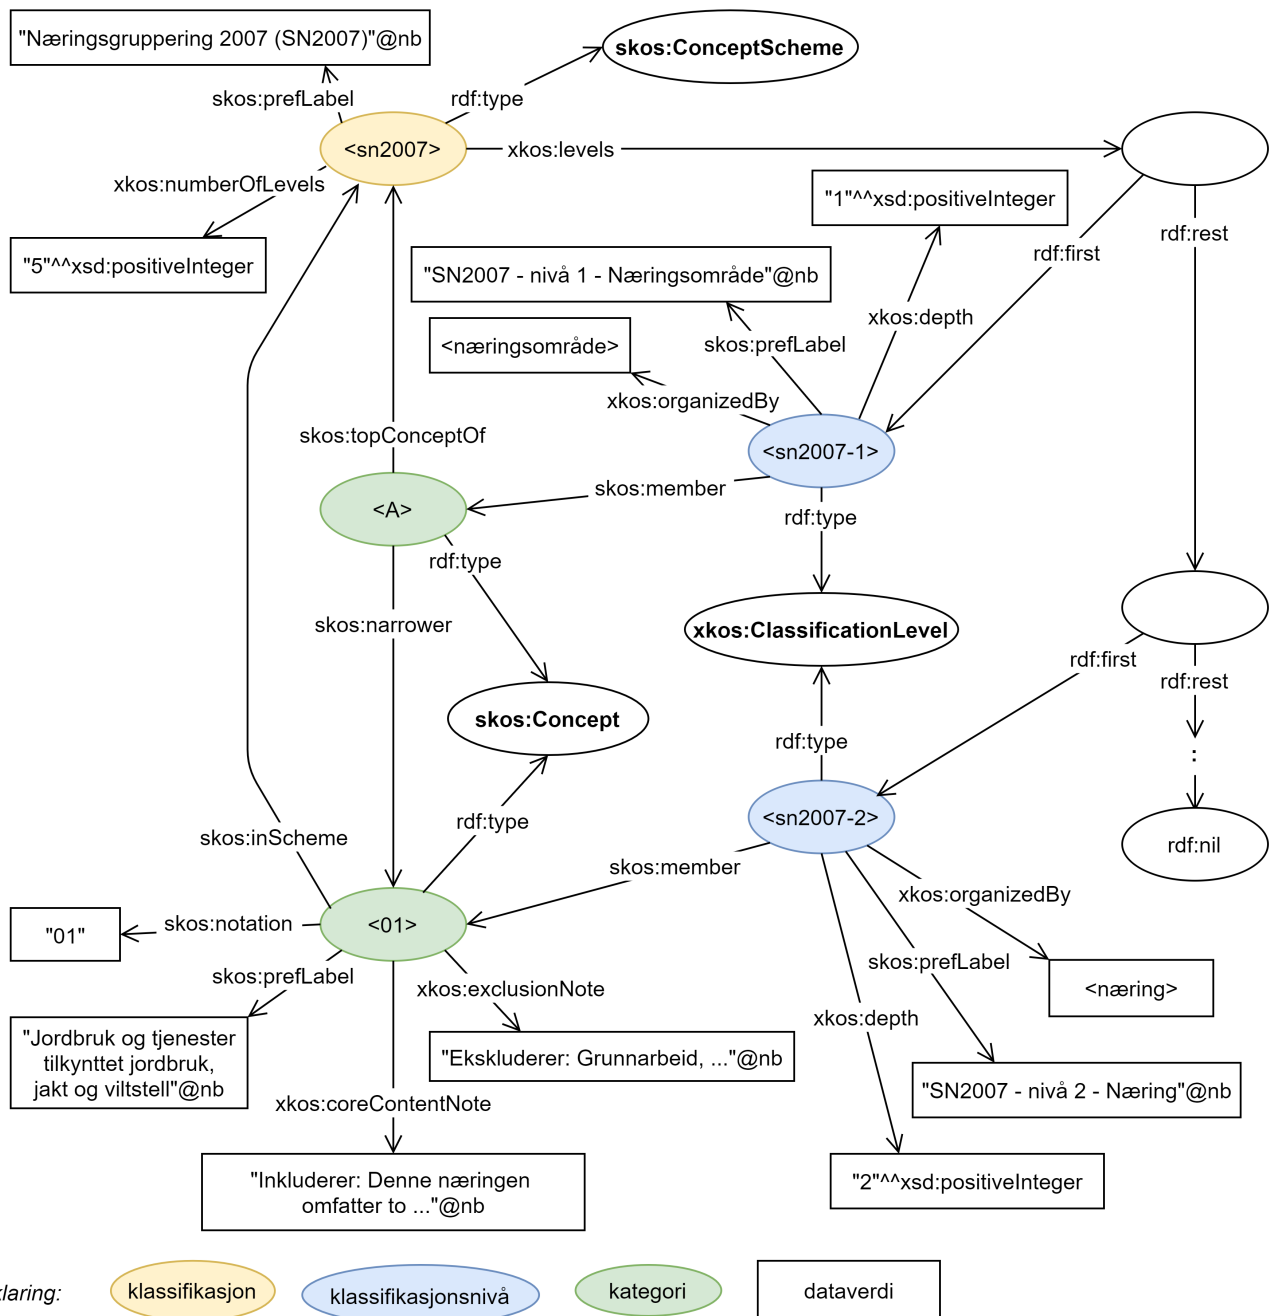 "Næringsgruppering 2007 (SN2007)"@nb
skos:ConceptScheme
skos:prefLabel
rdf:type
<sn2007>
xkos:levels
xkos:numberOfLevels
"1"^^xsd:positiveInteger
rdf:rest
"5"^^xsd:positiveInteger
"SN2007 - nivå 1 - Næringsområde"@nb
rdf:first
xkos:depth
<næringsområde>
skos:prefLabel
xkos:organizedBy
skos:topConceptOf
<sn2007-1>
skos:member
<A>
rdf:type
rdf:type
skos:narrower
xkos:ClassificationLevel
rdf:first
rdf:rest
skos:Concept
rdf:type
:
rdf:type
<sn2007-2>
skos:inScheme
rdf:nil
skos:member
xkos:organizedBy
skos:notation
<01>
"01"
skos:prefLabel
skos:prefLabel
xkos:exclusionNote
<næring>
xkos:depth
"Jordbruk og tjenester
tilkynttet jordbruk,
jakt og viltstell"@nb
"Ekskluderer: Grunnarbeid, ..."@nb
"SN2007 - nivå 2 - Næring"@nb
xkos:coreContentNote
"Inkluderer: Denne næringen
omfatter to ..."@nb
"2"^^xsd:positiveInteger
klaring:
klassifikasjon
klassifikasjonsnivå
kategori
dataverdi